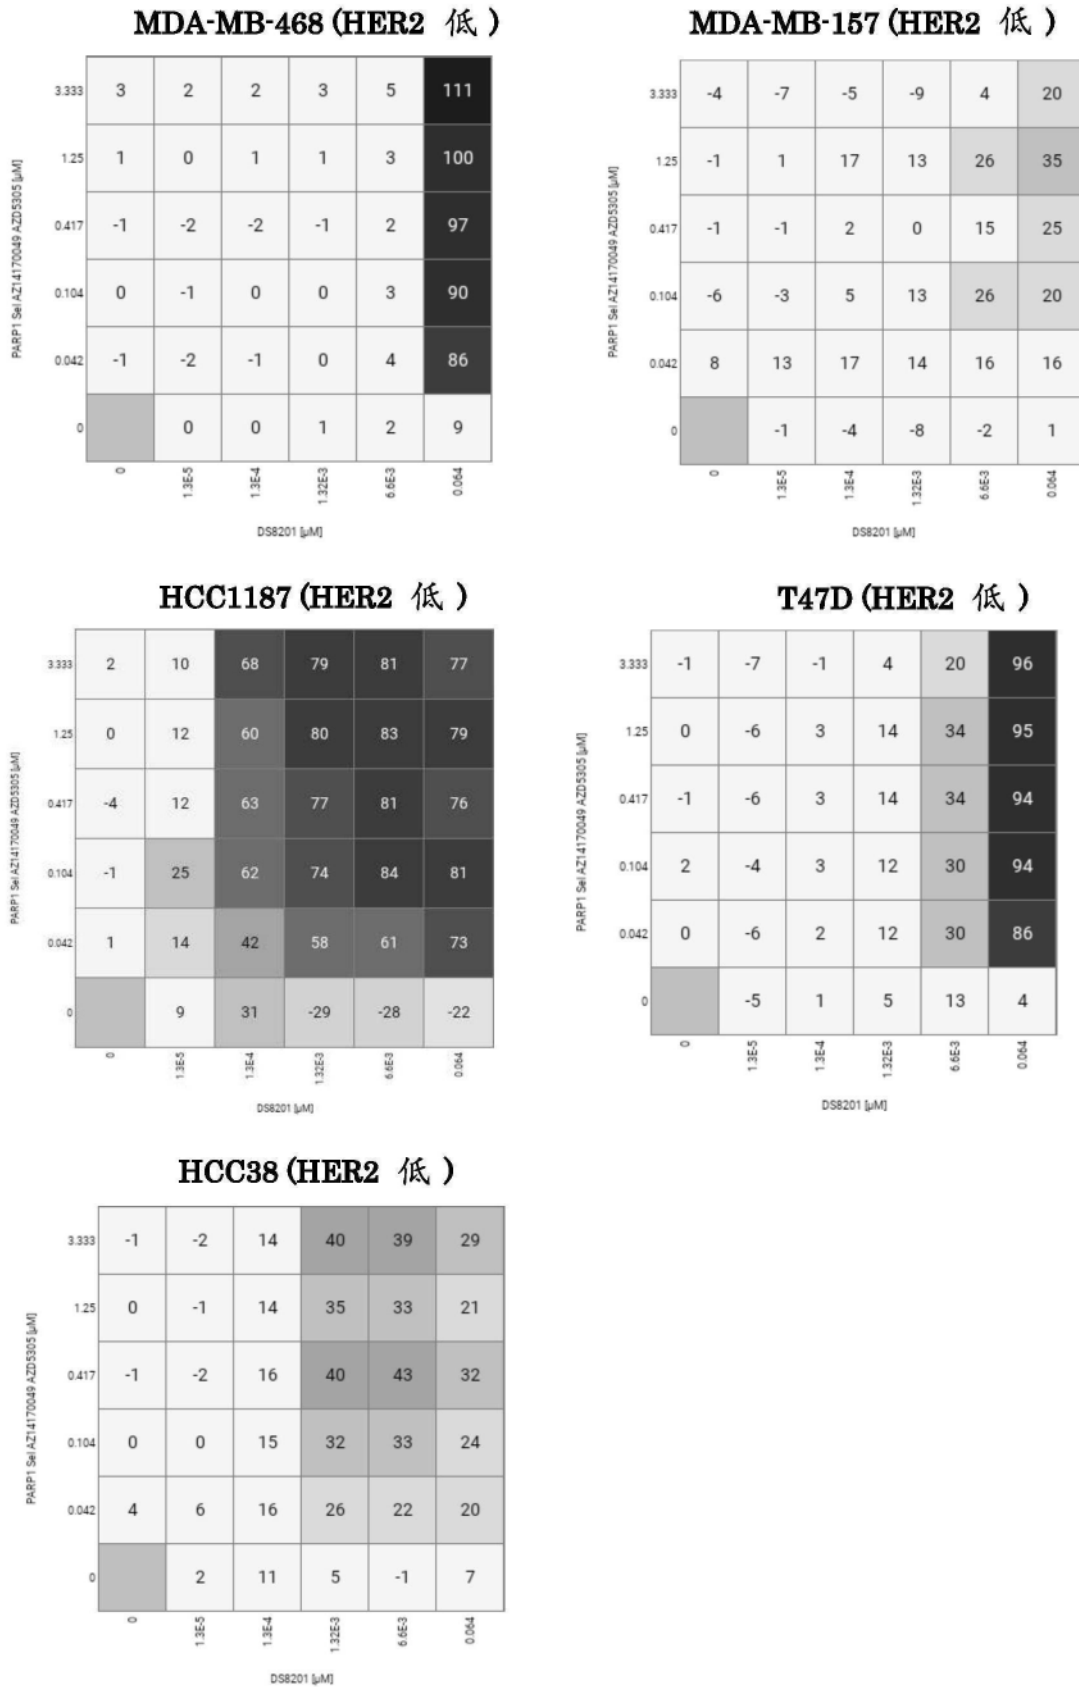 MDA-MB-468 (HER2 低 )
PARP1 Sel AZ14170049 AZD5305 [µM]
3.333 3 2 2 3 5 111
1.25 1 0 1 1 3 100
0.417 -1 -2 -2 -1 2 97
0.104 0 -1 0 0 3 90
0.042 -1 -2 -1 0 4 86
0 0 0 1 2 9
0 1.3E-5 1.3E-4 1.32E-3 6.6E-3 0.064
DS8201 [µM]
MDA-MB-157 (HER2 低 )
PARP1 Sel AZ14170049 AZD5305 [µM]
3.333 -4 -7 -5 -9 4 20
1.25 -1 1 17 13 26 35
0.417 -1 -1 2 0 15 25
0.104 -6 -3 5 13 26 20
0.042 8 13 17 14 16 16
0 -1 -4 -8 -2 1
0 1.3E-5 1.3E-4 1.32E-3 6.6E-3 0.064
DS8201 [µM]
HCC1187 (HER2 低 )
PARP1 Sel AZ14170049 AZD5305 [µM]
3.333 2 10 68 79 81 77
1.25 0 12 60 80 83 79
0.417 -4 12 63 77 81 76
0.104 -1 25 62 74 84 81
0.042 1 14 42 58 61 73
0 9 31 -29 -28 -22
0 1.3E-5 1.3E-4 1.32E-3 6.6E-3 0.064
DS8201 [µM]
T47D (HER2 低 )
PARP1 Sel AZ14170049 AZD5305 [µM]
3.333 -1 -7 -1 4 20 96
1.25 0 -6 3 14 34 95
0.417 -1 -6 3 14 34 94
0.104 2 -4 3 12 30 94
0.042 0 -6 2 12 30 86
0 -5 1 5 13 4
0 1.3E-5 1.3E-4 1.32E-3 6.6E-3 0.064
DS8201 [µM]
HCC38 (HER2 低 )
PARP1 Sel AZ14170049 AZD5305 [µM]
3.333 -1 -2 14 40 39 29
1.25 0 -1 14 35 33 21
0.417 -1 -2 16 40 43 32
0.104 0 0 15 32 33 24
0.042 4 6 16 26 22 20
0 2 11 5 -1 7
0 1.3E-5 1.3E-4 1.32E-3 6.6E-3 0.064
DS8201 [µM]